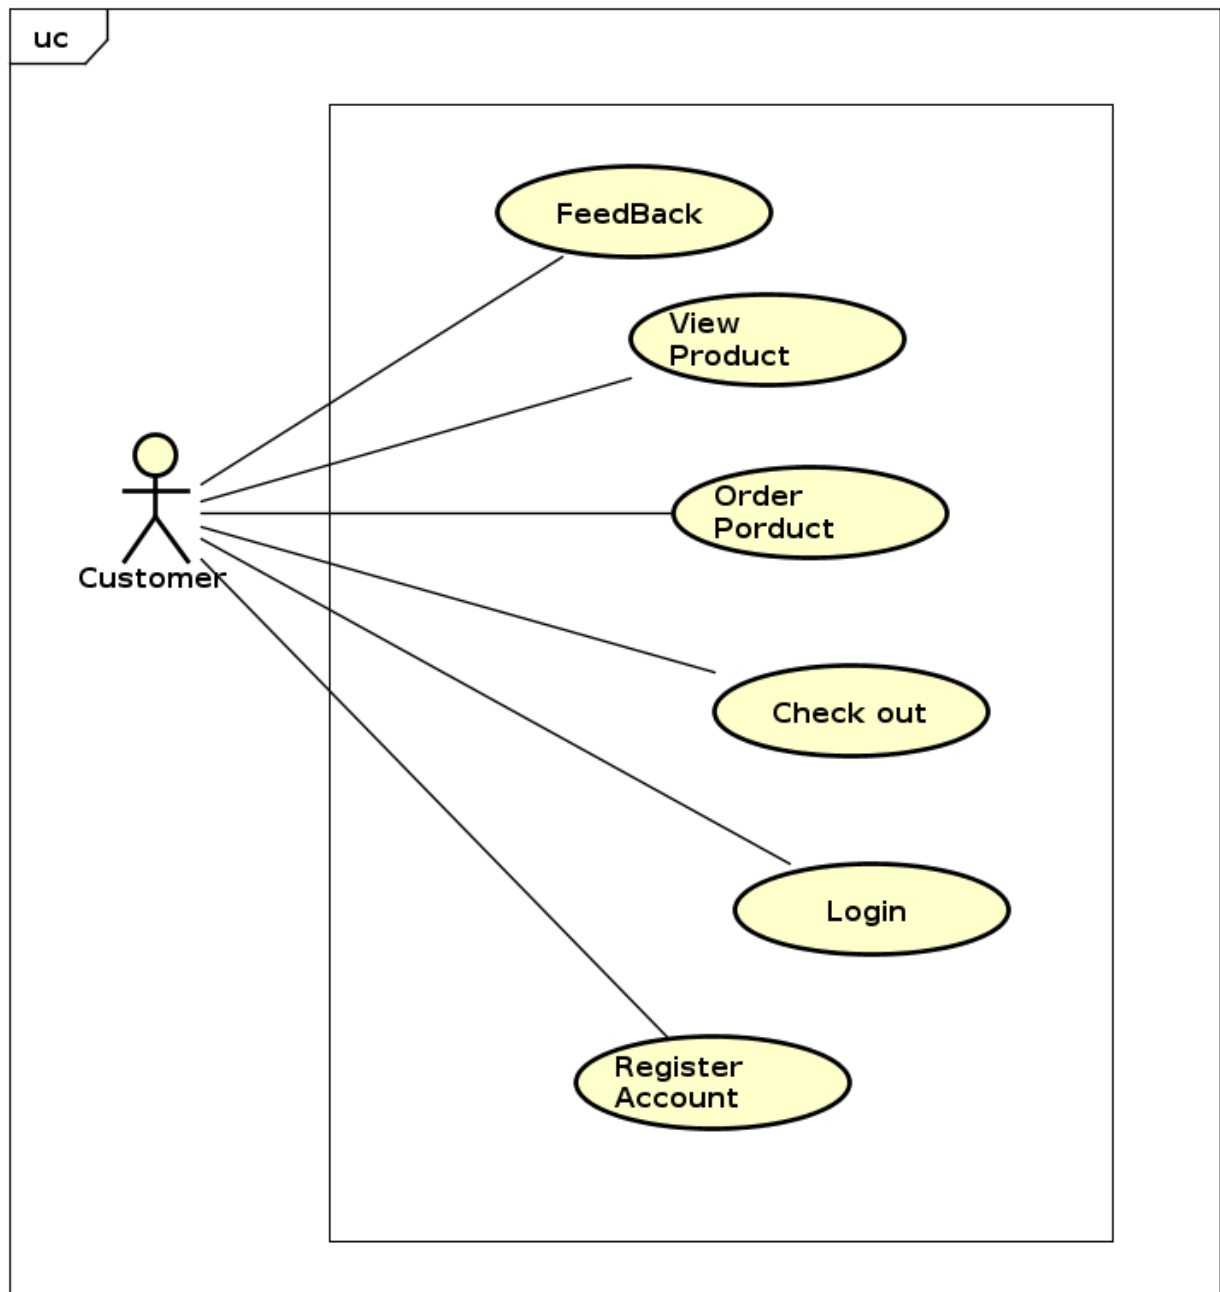 uc
FeedBack
View
Product
Order
Porduct
Customer
Check out
Login
Register
Account